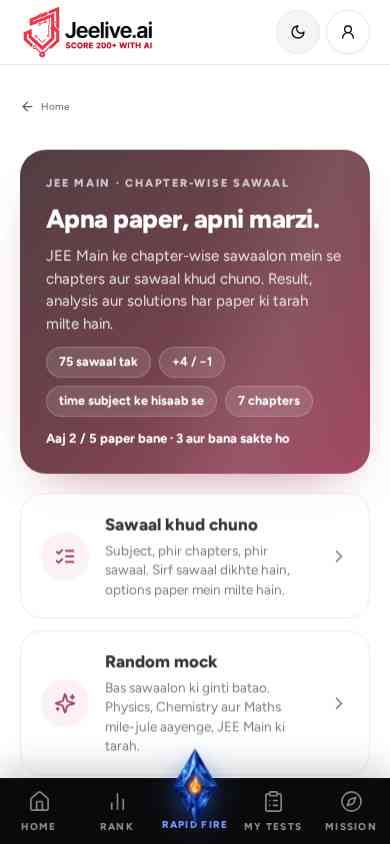 Jeelive.ai
SCORE 200+ WITH AI
Home
JEE MAIN · CHAPTER-WISE SAWAAL
Apna paper, apni marzi.
JEE Main ke chapter-wise sawaalon mein se
chapters aur sawaal khud chuno. Result,
analysis aur solutions har paper ki tarah
milte hain.
75 sawaal tak
+4 / −1
time subject ke hisaab se
7 chapters
Aaj 2 / 5 paper bane · 3 aur bana sakte ho
Sawaal khud chuno
Subject, phir chapters, phir
sawaal. Sirf sawaal dikhte hain,
options paper mein milte hain.
Random mock
Bas sawaalon ki ginti batao.
Physics, Chemistry aur Maths
mile-jule aayenge, JEE Main ki
tarah.
HOME
RANK
RAPID FIRE
MY TESTS
MISSION